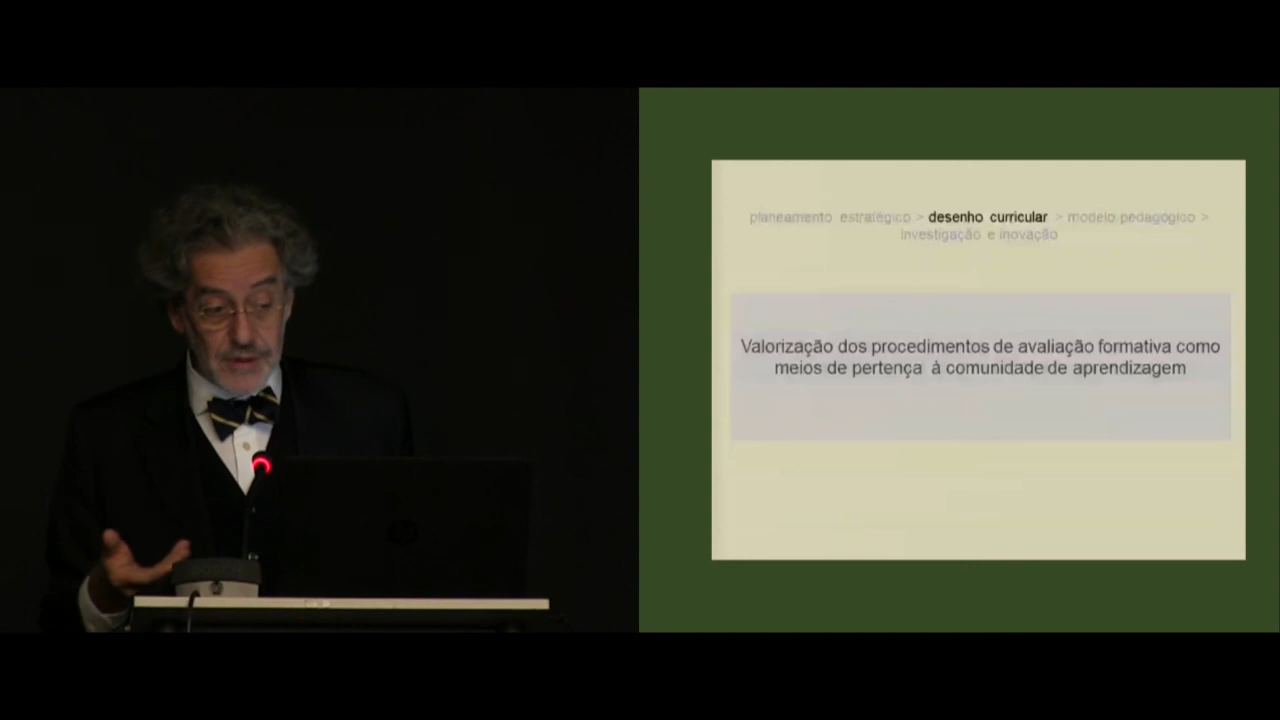 planeamento estratégico > desenho curricular > modelo pedagógico >
investigação e inovação
Valorização dos procedimentos de avaliação formativa como
meios de pertença à comunidade de aprendizagem